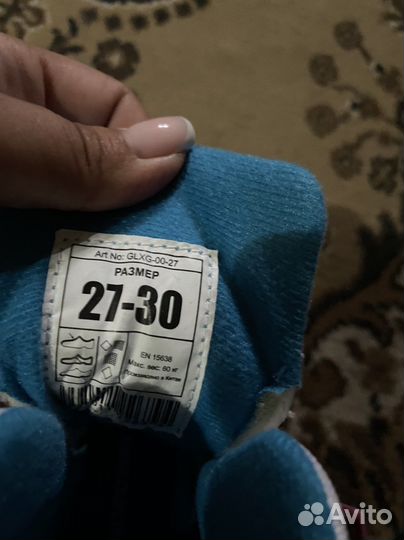 Art.No: GLXG-00-27
РАЗМЕР
27-30
EN 15638
Макс. вес: 60 кг
Произведено в Китае
Avito